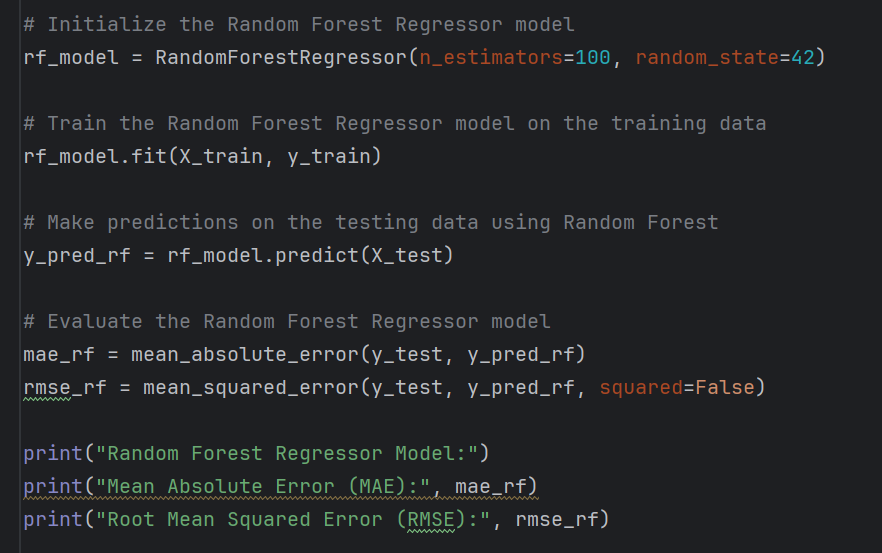 # Initialize the Random Forest Regressor model
rf_model = RandomForestRegressor(n_estimators=100, random_state=42)
# Train the Random Forest Regressor model on the training data
rf_model.fit(X_train, y_train)
# Make predictions on the testing data using Random Forest
y_pred_rf = rf_model.predict(X_test)
# Evaluate the Random Forest Regressor model
mae_rf = mean_absolute_error(y_test, y_pred_rf)
rmse_rf = mean_squared_error(y_test, y_pred_rf, squared=False)
print("Random Forest Regressor Model:")
print("Mean Absolute Error (MAE):", mae_rf)
print("Root Mean Squared Error (RMSE):", rmse_rf)